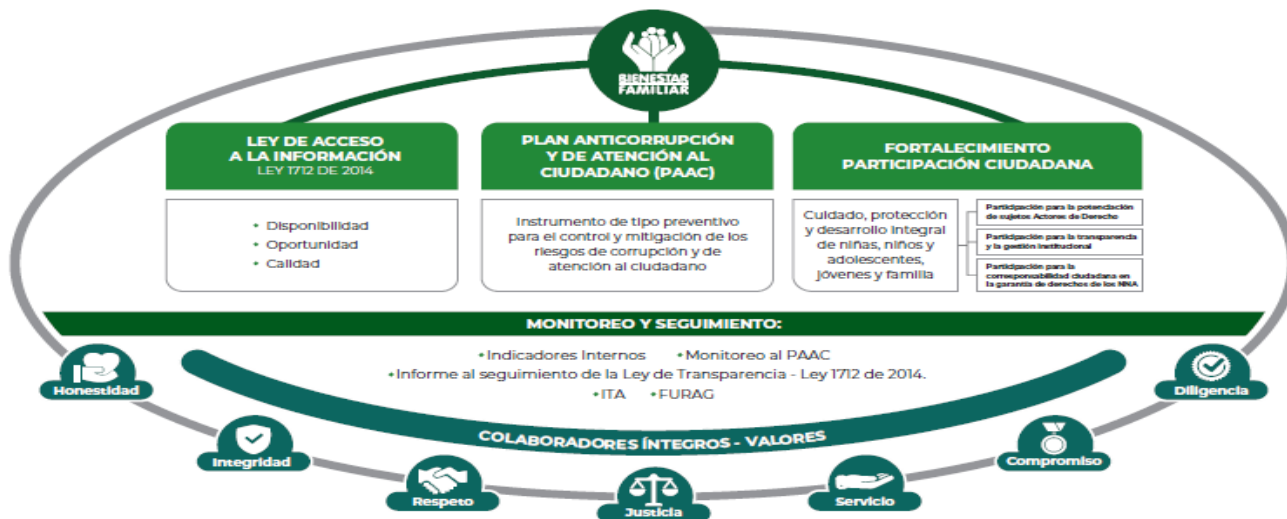 BIENESTAR
FAMILIAR
LEY DE ACCESO
A LA INFORMACIÓN
LEY 1712 DE 2014
• Disponibilidad
• Oportunidad
• Calidad
PLAN ANTICORRUPCIÓN
Y DE ATENCIÓN AL
CIUDADANO (PAAC)
Instrumento de tipo preventivo
para el control y mitigación de los
riesgos de corrupción y de
atención al ciudadano
FORTALECIMIENTO
PARTICIPACIÓN CIUDADANA
Cuidado, protección
y desarrollo integral
de niñas, niños y
adolescentes,
jóvenes y familia
Participación para la potenciación
de sujetos Actores de Derecho
Participación para la transparencia
y la gestión institucional
Participación para la
corresponsabilidad ciudadana en
la garantía de derechos de los NNA
MONITOREO Y SEGUIMIENTO:
• Indicadores Internos • Monitoreo al PAAC
• Informe al seguimiento de la Ley de Transparencia - Ley 1712 de 2014.
• ITA • FURAG
COLABORADORES ÍNTEGROS - VALORES
Honestidad
Integridad
Respeto
Justicia
Servicio
Compromiso
Diligencia